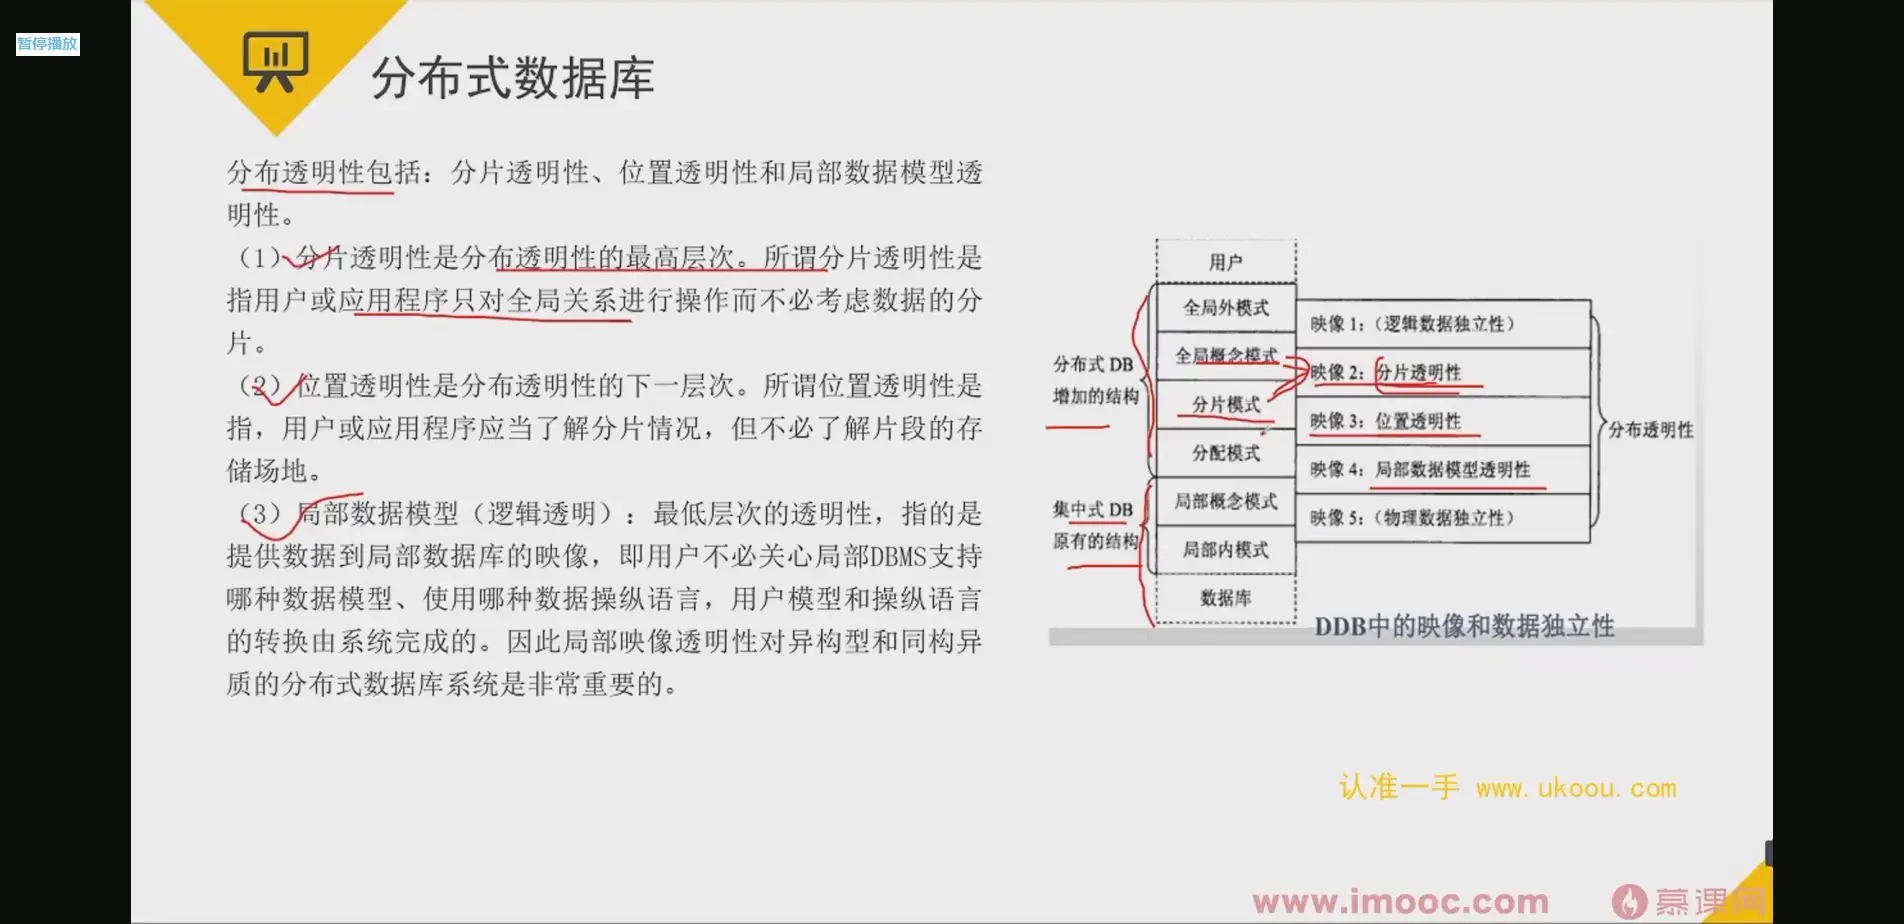 暂停播放
分布式数据库
分布透明性包括：分片透明性、位置透明性和局部数据模型透
明性。
（1）分片透明性是分布透明性的最高层次。所谓分片透明性是
指用户或应用程序只对全局关系进行操作而不必考虑数据的分
片。
（2）位置透明性是分布透明性的下一层次。所谓位置透明性是
指，用户或应用程序应当了解分片情况，但不必了解片段的存
储场地。
（3）局部数据模型（逻辑透明）：最低层次的透明性，指的是
提供数据到局部数据库的映像，即用户不必关心局部DBMS支持
哪种数据模型、使用哪种数据操纵语言，用户模型和操纵语言
的转换由系统完成的。因此局部映像透明性对异构型和同构异
质的分布式数据库系统是非常重要的。
用户
全局外模式
全局概念模式
分片模式
分配模式
局部概念模式
局部内模式
数据库
分布式 DB
增加的结构
集中式 DB
原有的结构
映像 1：（逻辑数据独立性）
映像 2：分片透明性
映像 3：位置透明性
映像 4：局部数据模型透明性
映像 5：（物理数据独立性）
分布透明性
DDB中的映像和数据独立性
认准一手 www.ukoou.com
www.imooc.com
慕课网